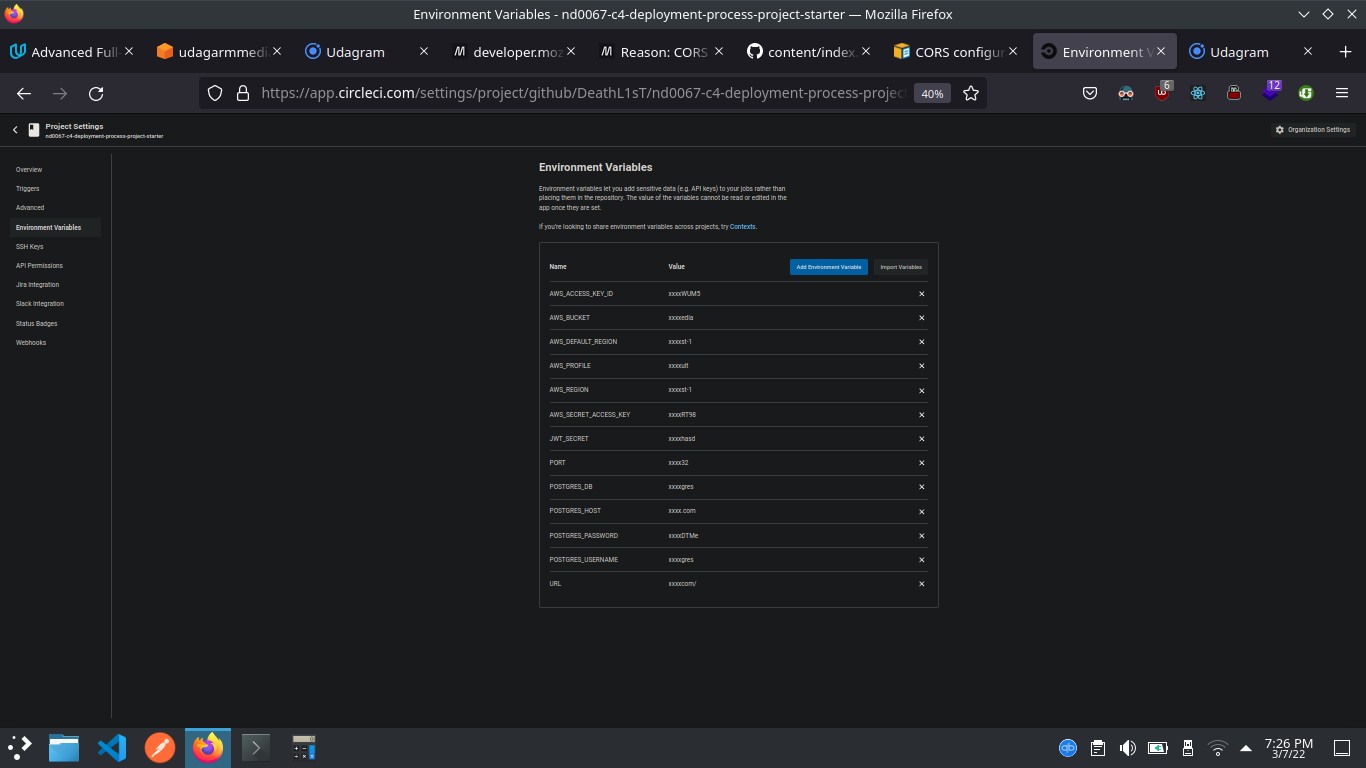 Environment Variables - nd0067-c4-deployment-process-project-starter — Mozilla Firefox
Advanced Full- udagarmmedi Udagram developer.moz Reason: CORS content/index. CORS configur Environment V Udagram
https://app.circleci.com/settings/project/github/DeathL1sT/nd0067-c4-deployment-process-projec 40% 6 12
Project Settings
nd0067-c4-deployment-process-project-starter
Organization Settings
Overview
Triggers
Advanced
Environment Variables
SSH Keys
API Permissions
Jira Integration
Slack Integration
Status Badges
Webhooks
Environment Variables
Environment variables let you add sensitive data (e.g. API keys) to your jobs rather than
placing them in the repository. The value of the variables cannot be read or edited in the
app once they are set.
If you're looking to share environment variables across projects, try Contexts.
Name Value Add Environment Variable Import Variables
AWS_ACCESS_KEY_ID xxxxWUM5
AWS_BUCKET xxxxedia
AWS_DEFAULT_REGION xxxxst-1
AWS_PROFILE xxxxult
AWS_REGION xxxxst-1
AWS_SECRET_ACCESS_KEY xxxxRT98
JWT_SECRET xxxxhasd
PORT xxxx32
POSTGRES_DB xxxxgres
POSTGRES_HOST xxxx.com
POSTGRES_PASSWORD xxxxDTMe
POSTGRES_USERNAME xxxxgres
URL xxxxcom/
qb
7:26 PM
3/7/22